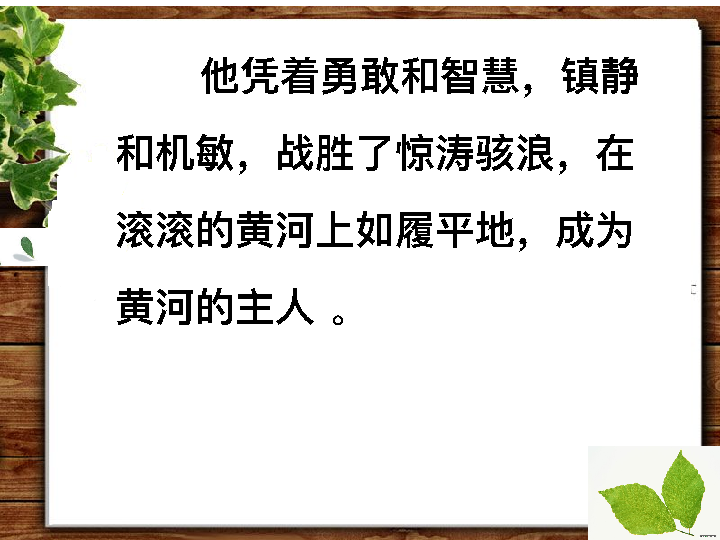 他凭着勇敢和智慧，镇静
和机敏，战胜了惊涛骇浪，在
滚滚的黄河上如履平地，成为
黄河的主人 。